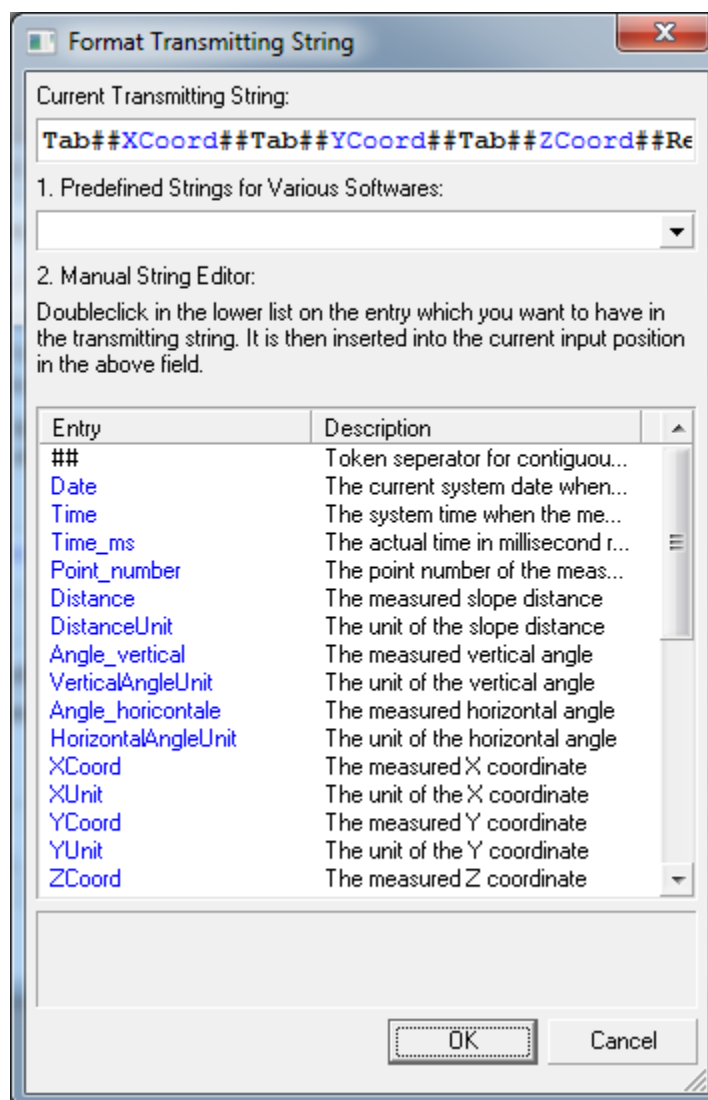 Format Transmitting String
Current Transmitting String:
Tab##XCoord##Tab##YCoord##Tab##ZCoord##Re
1. Predefined Strings for Various Softwares:
2. Manual String Editor:
Doubleclick in the lower list on the entry which you want to have in
the transmitting string. It is then inserted into the current input position
in the above field.
Entry Description
## Token seperator for contiguou...
Date The current system date when...
Time The system time when the me...
Time_ms The actual time in millisecond r...
Point_number The point number of the meas...
Distance The measured slope distance
DistanceUnit The unit of the slope distance
Angle_vertical The measured vertical angle
VerticalAngleUnit The unit of the vertical angle
Angle_horicontale The measured horizontal angle
HorizontalAngleUnit The unit of the horizontal angle
XCoord The measured X coordinate
XUnit The unit of the X coordinate
YCoord The measured Y coordinate
YUnit The unit of the Y coordinate
ZCoord The measured Z coordinate
OK Cancel